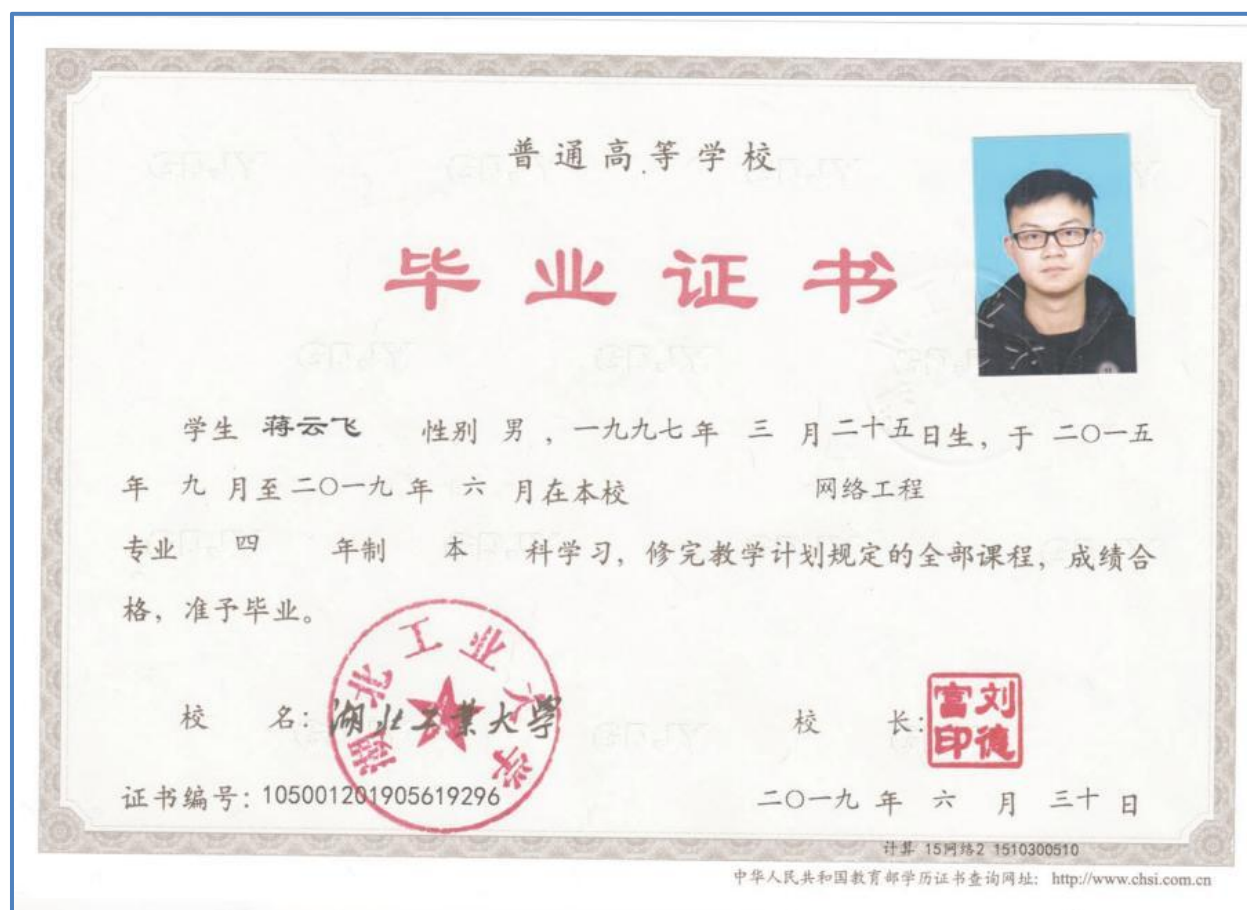 普通高等学校
毕业证书
学生 蒋云飞 性别 男 ，一九九七年 三 月二十五日生，于 二〇一五
年 九 月至二〇一九 年 六 月在本校 网络工程
专业 四 年制 本 科学习，修完教学计划规定的全部课程，成绩合
格，准予毕业。
湖北工业大学
校 名：湖北工业大學 校 长：刘德富印
证书编号：105001201905619296 二〇一九 年 六 月 三十 日
计算 15网络2 1510300510
中华人民共和国教育部学历证书查询网址： http://www.chsi.com.cn